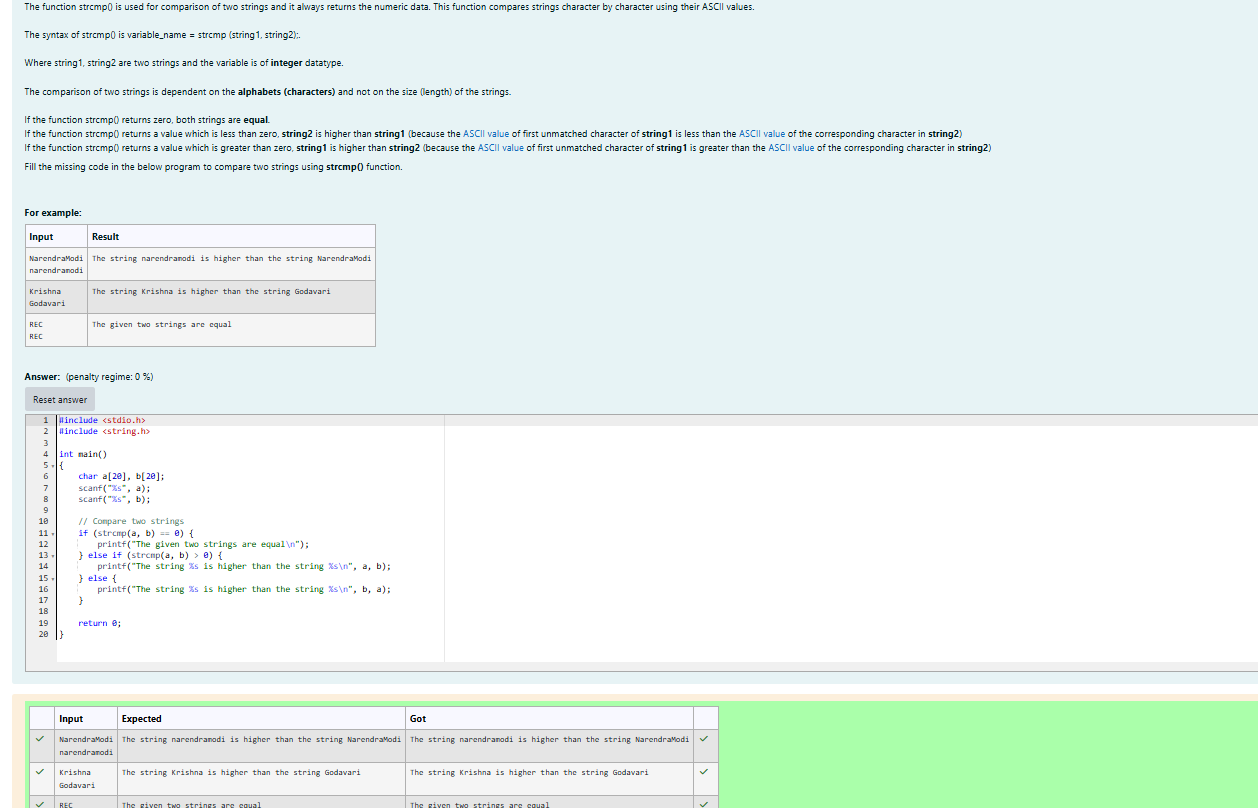 The function strcmp() is used for comparison of two strings and it always returns the numeric data. This function compares strings character by character using their ASCII values.
The syntax of strcmp() is variable_name = strcmp (string1, string2);.
Where string1, string2 are two strings and the variable is of integer datatype.
The comparison of two strings is dependent on the alphabets (characters) and not on the size (length) of the strings.
If the function strcmp() returns zero, both strings are equal.
If the function strcmp() returns a value which is less than zero, string2 is higher than string1 (because the ASCII value of first unmatched character of string1 is less than the ASCII value of the corresponding character in string2)
If the function strcmp() returns a value which is greater than zero, string1 is higher than string2 (because the ASCII value of first unmatched character of string1 is greater than the ASCII value of the corresponding character in string2)
Fill the missing code in the below program to compare two strings using strcmp() function.
For example:
Input Result
NarendraModi The string narendramodi is higher than the string NarendraModi
narendramodi
Krishna The string Krishna is higher than the string Godavari
Godavari
REC The given two strings are equal
REC
Answer: (penalty regime: 0 %)
Reset answer
1 #include <stdio.h>
2 #include <string.h>
3
4 int main()
5 {
6 char a[20], b[20];
7 scanf("%s", a);
8 scanf("%s", b);
9
10 // Compare two strings
11 if (strcmp(a, b) == 0) {
12 printf("The given two strings are equal\n");
13 } else if (strcmp(a, b) > 0) {
14 printf("The string %s is higher than the string %s\n", a, b);
15 } else {
16 printf("The string %s is higher than the string %s\n", b, a);
17 }
18
19 return 0;
20 }
Input Expected Got
NarendraModi The string narendramodi is higher than the string NarendraModi The string narendramodi is higher than the string NarendraModi
narendramodi
Krishna The string Krishna is higher than the string Godavari The string Krishna is higher than the string Godavari
Godavari
REC The given two strings are equal The given two strings are equal